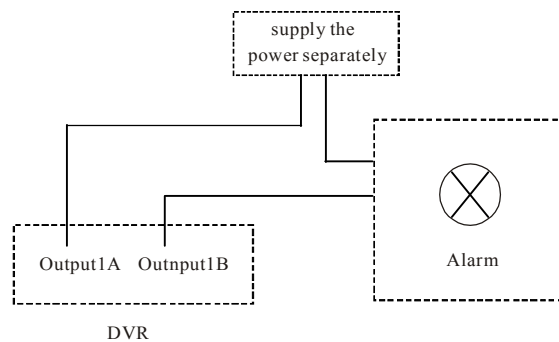 supply the
power separately
Output1A Outnput1B
Alarm
DVR